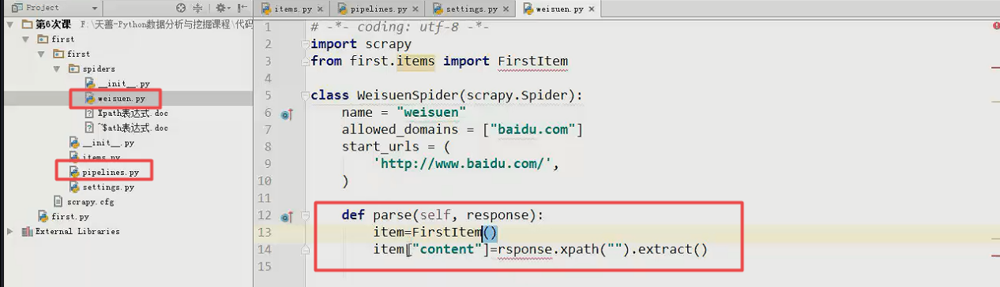 Project
第6次课 F:\天善-Python数据分析与挖掘课程\代码
first
first
spiders
__init__.py
weisuen.py
Xpath表达式.doc
~$ath表达式.doc
__init__.py
items.py
pipelines.py
settings.py
scrapy.cfg
first.py
External Libraries
items.py × pipelines.py × settings.py × weisuen.py ×
1 # -*- coding: utf-8 -*-
2 import scrapy
3 from first.items import FirstItem
4
5 class WeisuenSpider(scrapy.Spider):
6 name = "weisuen"
7 allowed_domains = ["baidu.com"]
8 start_urls = (
9 'http://www.baidu.com/',
10 )
11
12 def parse(self, response):
13 item=FirstItem()
14 item["content"]=rsponse.xpath("").extract()
15